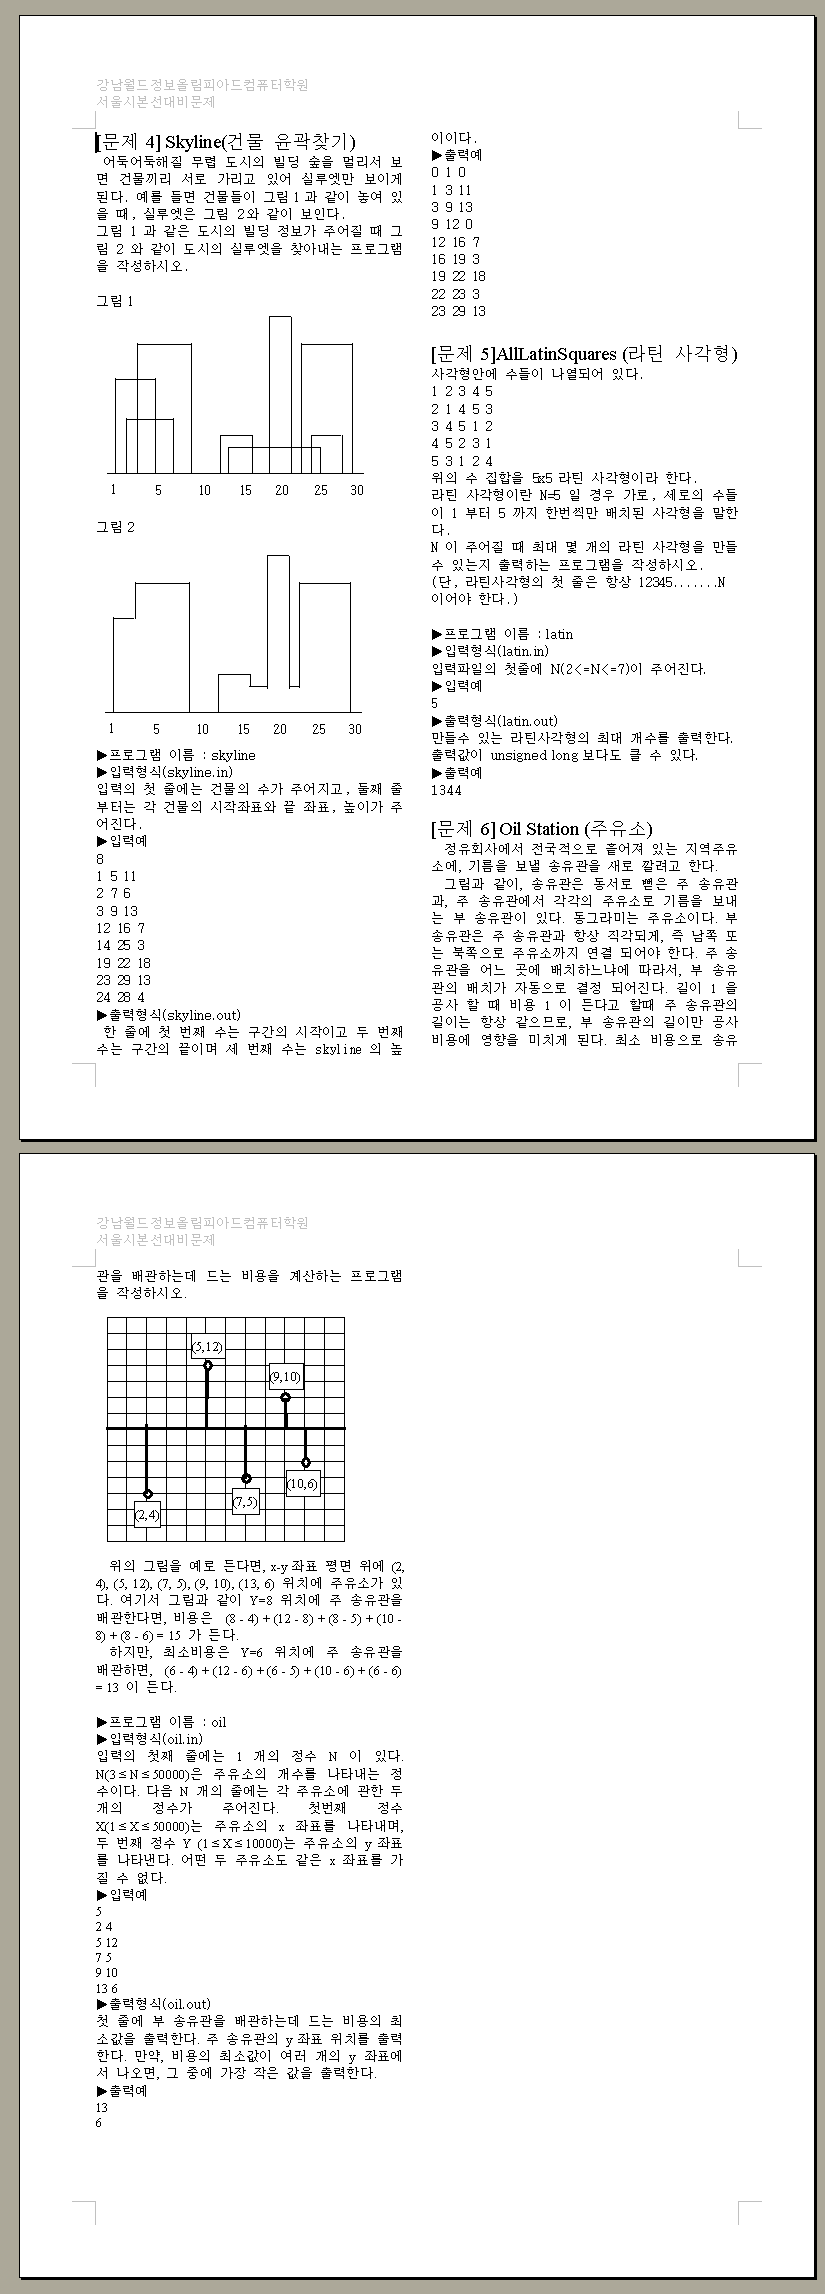 강남월드정보올림피아드컴퓨터학원
서울시본선대비문제
[문제 4] Skyline(건물 윤곽찾기)
어둑어둑해질 무렵 도시의 빌딩 숲을 멀리서 보
면 건물끼리 서로 가리고 있어 실루엣만 보이게
된다. 예를 들면 건물들이 그림 1 과 같이 놓여 있
을 때, 실루엣은 그림 2와 같이 보인다.
그림 1 과 같은 도시의 빌딩 정보가 주어질 때 그
림 2 와 같이 도시의 실루엣을 찾아내는 프로그램
을 작성하시오.
그림 1
1 5 10 15 20 25 30
그림 2
1 5 10 15 20 25 30
▶프로그램 이름 : skyline
▶입력형식(skyline.in)
입력의 첫 줄에는 건물의 수가 주어지고, 둘째 줄
부터는 각 건물의 시작좌표와 끝 좌표, 높이가 주
어진다.
▶입력예
8
1 5 11
2 7 6
3 9 13
12 16 7
14 25 3
19 22 18
23 29 13
24 28 4
▶출력형식(skyline.out)
한 줄에 첫 번째 수는 구간의 시작이고 두 번째
수는 구간의 끝이며 세 번째 수는 skyline 의 높
이이다.
▶출력예
0 1 0
1 3 11
3 9 13
9 12 0
12 16 7
16 19 3
19 22 18
22 23 3
23 29 13
[문제 5]AllLatinSquares (라틴 사각형)
사각형안에 수들이 나열되어 있다.
1 2 3 4 5
2 1 4 5 3
3 4 5 1 2
4 5 2 3 1
5 3 1 2 4
위의 수 집합을 5x5 라틴 사각형이라 한다.
라틴 사각형이란 N=5 일 경우 가로, 세로의 수들
이 1 부터 5 까지 한번씩만 배치된 사각형을 말한
다.
N 이 주어질 때 최대 몇 개의 라틴 사각형을 만들
수 있는지 출력하는 프로그램을 작성하시오.
(단, 라틴사각형의 첫 줄은 항상 12345.......N
이어야 한다.)
▶프로그램 이름 : latin
▶입력형식(latin.in)
입력파일의 첫줄에 N(2<=N<=7)이 주어진다.
▶입력예
5
▶출력형식(latin.out)
만들수 있는 라틴사각형의 최대 개수를 출력한다.
출력값이 unsigned long 보다도 클 수 있다.
▶출력예
1344
[문제 6] Oil Station (주유소)
정유회사에서 전국적으로 흩어져 있는 지역주유
소에, 기름을 보낼 송유관을 새로 깔려고 한다.
그림과 같이, 송유관은 동서로 뻗은 주 송유관
과, 주 송유관에서 각각의 주유소로 기름을 보내
는 부 송유관이 있다. 동그라미는 주유소이다. 부
송유관은 주 송유관과 항상 직각되게, 즉 남쪽 또
는 북쪽으로 주유소까지 연결 되어야 한다. 주 송
유관을 어느 곳에 배치하느냐에 따라서, 부 송유
관의 배치가 자동으로 결정 되어진다. 길이 1 을
공사 할 때 비용 1 이 든다고 할때 주 송유관의
길이는 항상 같으므로, 부 송유관의 길이만 공사
비용에 영향을 미치게 된다. 최소 비용으로 송유
강남월드정보올림피아드컴퓨터학원
서울시본선대비문제
관을 배관하는데 드는 비용을 계산하는 프로그램
을 작성하시오.
(5,12)
(9,10)
(10,6)
(7,5)
(2,4)
위의 그림을 예로 든다면, x-y 좌표 평면 위에 (2,
4), (5, 12), (7, 5), (9, 10), (13, 6) 위치에 주유소가 있
다. 여기서 그림과 같이 Y=8 위치에 주 송유관을
배관한다면, 비용은 (8 - 4) + (12 - 8) + (8 - 5) + (10 -
8) + (8 - 6) = 15 가 든다.
하지만, 최소비용은 Y=6 위치에 주 송유관을
배관하면, (6 - 4) + (12 - 6) + (6 - 5) + (10 - 6) + (6 - 6)
= 13 이 든다.
▶프로그램 이름 : oil
▶입력형식(oil.in)
입력의 첫째 줄에는 1 개의 정수 N 이 있다.
N(3≤N≤50000)은 주유소의 개수를 나타내는 정
수이다. 다음 N 개의 줄에는 각 주유소에 관한 두
개의 정수가 주어진다. 첫번째 정수
X(1≤X≤50000)는 주유소의 x 좌표를 나타내며,
두 번째 정수 Y (1≤X≤10000)는 주유소의 y 좌표
를 나타낸다. 어떤 두 주유소도 같은 x 좌표를 가
질 수 없다.
▶입력예
5
2 4
5 12
7 5
9 10
13 6
▶출력형식(oil.out)
첫 줄에 부 송유관을 배관하는데 드는 비용의 최
소값을 출력한다. 주 송유관의 y 좌표 위치를 출력
한다. 만약, 비용의 최소값이 여러 개의 y 좌표에
서 나오면, 그 중에 가장 작은 값을 출력한다.
▶출력예
13
6